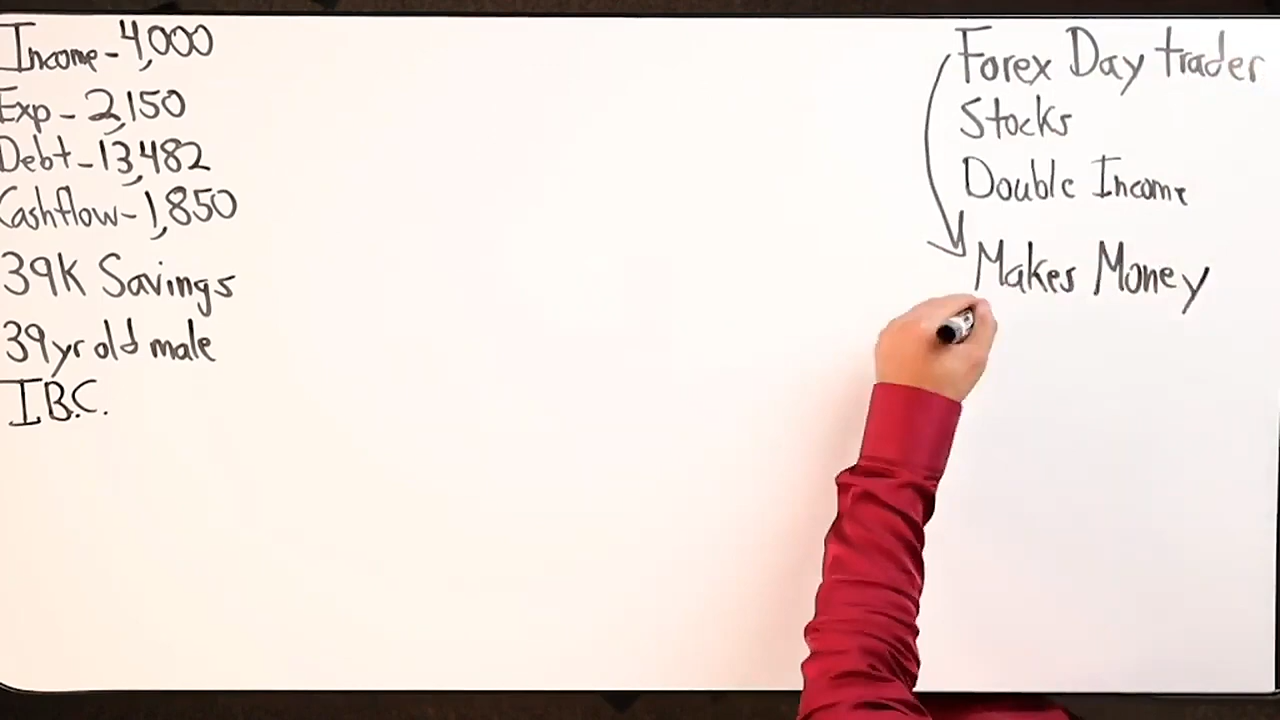 Income - 4,000
Exp - 2,150
Debt - 13,482
Cashflow - 1,850
39K Savings
39yr old male
I.B.C.
Forex Day trader
Stocks
Double Income
Makes Money